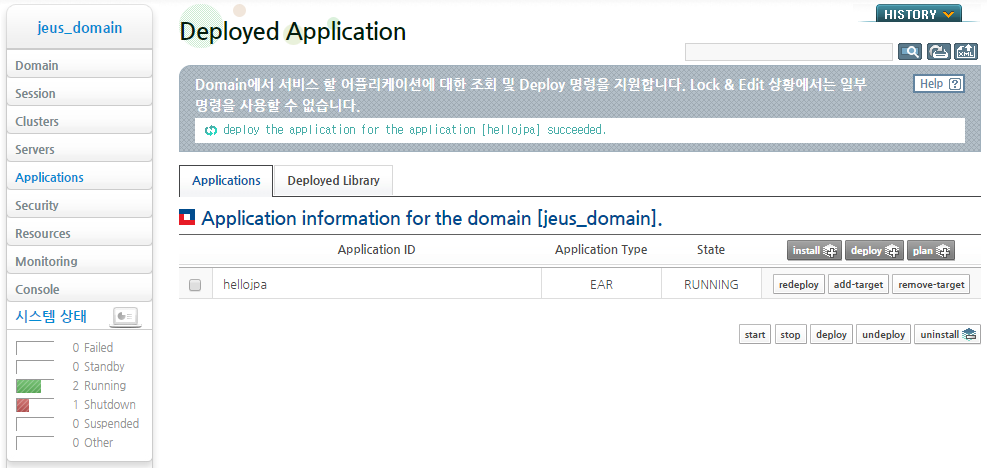 jeus_domain
Domain
Session
Clusters
Servers
Applications
Security
Resources
Monitoring
Console
시스템 상태
0 Failed
0 Standby
2 Running
1 Shutdown
0 Suspended
0 Other
HISTORY
Deployed Application
XML
Domain에서 서비스 할 어플리케이션에 대한 조회 및 Deploy 명령을 지원합니다. Lock & Edit 상황에서는 일부
명령을 사용할 수 없습니다.
Help ?
deploy the application for the application [hellojpa] succeeded.
Applications Deployed Library
Application information for the domain [jeus_domain].
Application ID Application Type State install deploy plan
hellojpa EAR RUNNING redeploy add-target remove-target
start stop deploy undeploy uninstall